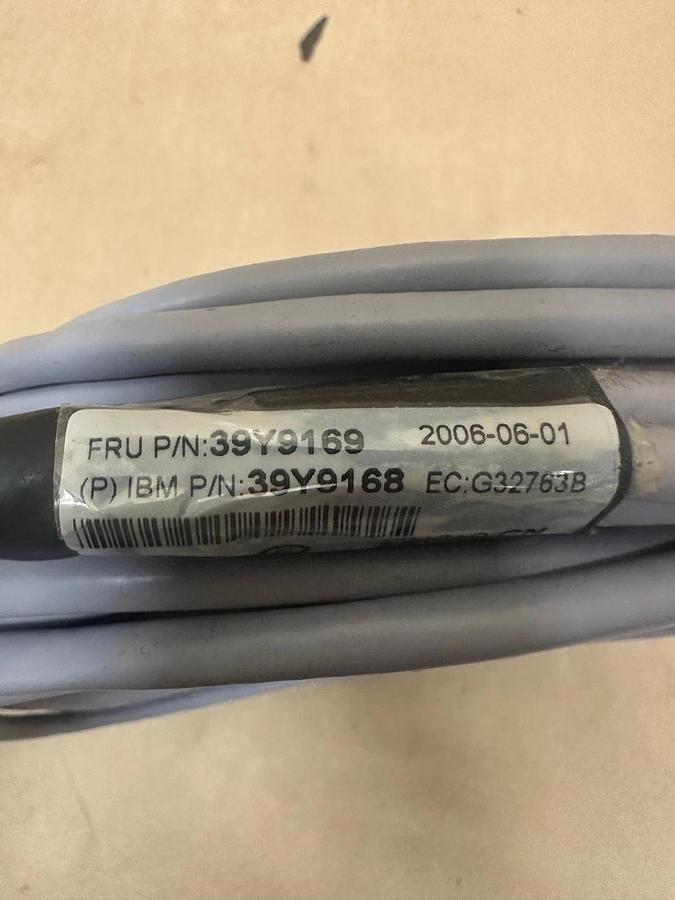 FRU P/N:39Y9169 2006-06-01
(P) IBM P/N:39Y9168 EC:G32763B